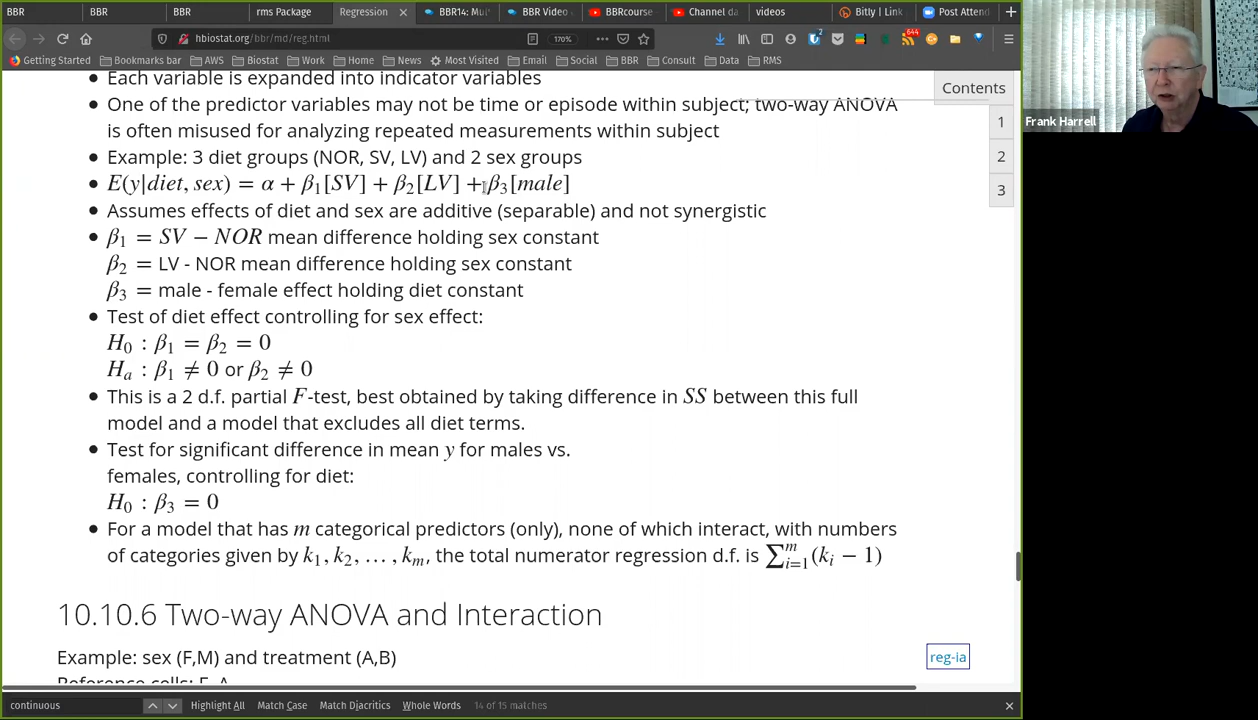 BBR
BBR
BBR
rms Package
Regression ×
BBR14: Mul
BBR Video
BBRcourse
Channel da
videos
Bitly | Link
Post Attend
+
hbiostat.org/bbr/md/reg.html
170%
2
644
Getting Started
Bookmarks bar
AWS
Biostat
Work
Home
News
Most Visited
Email
Social
BBR
Consult
Data
RMS
• Each variable is expanded into indicator variables
• One of the predictor variables may not be time or episode within subject; two-way ANOVA
is often misused for analyzing repeated measurements within subject
• Example: 3 diet groups (NOR, SV, LV) and 2 sex groups
• E(y|diet, sex) = α + β₁[SV] + β₂[LV] + β₃[male]
• Assumes effects of diet and sex are additive (separable) and not synergistic
• β₁ = SV − NOR mean difference holding sex constant
β₂ = LV - NOR mean difference holding sex constant
β₃ = male - female effect holding diet constant
• Test of diet effect controlling for sex effect:
H₀ : β₁ = β₂ = 0
Hₐ : β₁ ≠ 0 or β₂ ≠ 0
• This is a 2 d.f. partial F-test, best obtained by taking difference in SS between this full
model and a model that excludes all diet terms.
• Test for significant difference in mean y for males vs.
females, controlling for diet:
H₀ : β₃ = 0
• For a model that has m categorical predictors (only), none of which interact, with numbers
of categories given by k₁, k₂, … , kₘ, the total numerator regression d.f. is ∑ᵢ₌₁ᵐ(kᵢ − 1)
10.10.6 Two-way ANOVA and Interaction
Example: sex (F,M) and treatment (A,B)
Reference cells: F, A
Contents
1
2
3
reg-ia
Frank Harrell
continuous
Highlight All
Match Case
Match Diacritics
Whole Words
14 of 15 matches
×